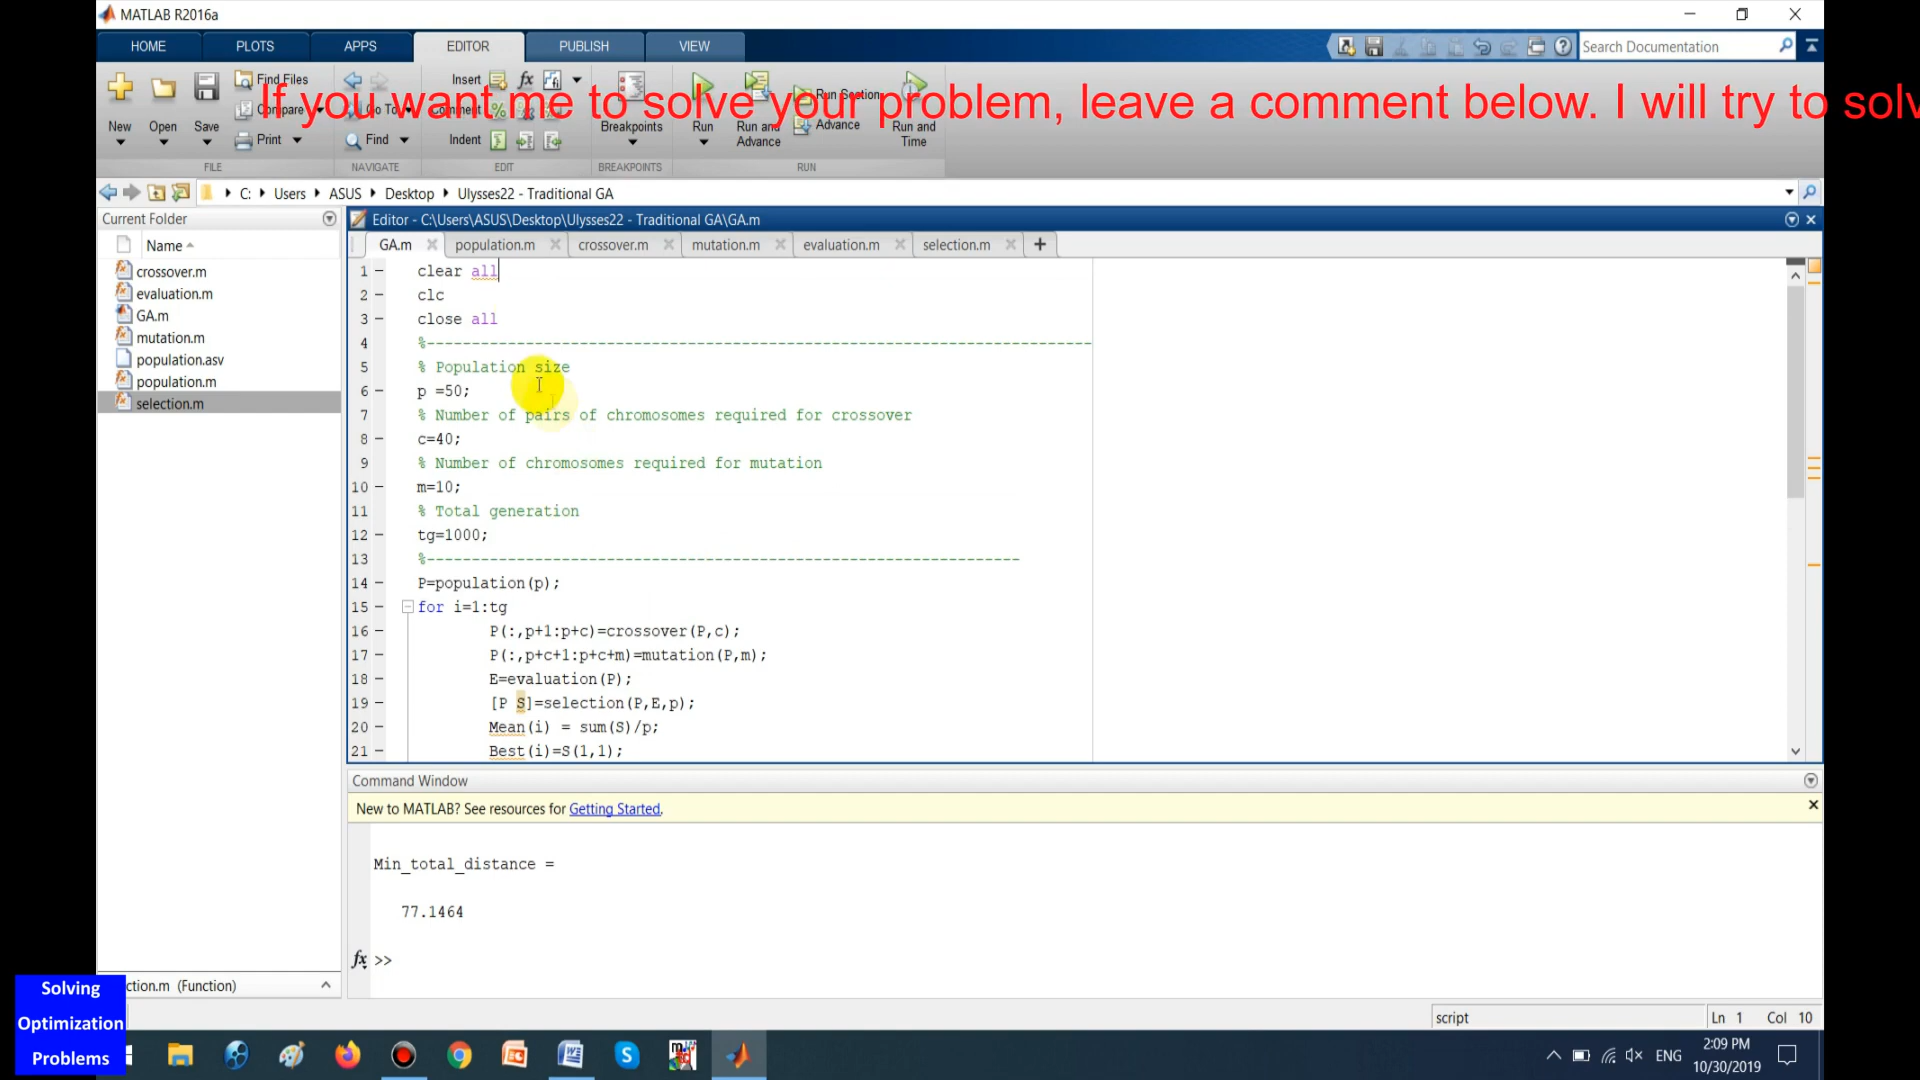 MATLAB R2016a
HOME
PLOTS
APPS
EDITOR
PUBLISH
VIEW
Search Documentation
If you want me to solve your problem, leave a comment below. I will try to solv
Find Files
Compare
Print
New
Open
Save
Go To
Find
Insert
fx
Comment
Indent
Breakpoints
Run
Run and
Advance
Run Section
Advance
Run and
Time
FILE
NAVIGATE
EDIT
BREAKPOINTS
RUN
C:
Users
ASUS
Desktop
Ulysses22 - Traditional GA
Current Folder
Name
crossover.m
evaluation.m
GA.m
mutation.m
population.asv
population.m
selection.m
ction.m (Function)
Editor - C:\Users\ASUS\Desktop\Ulysses22 - Traditional GA\GA.m
GA.m
population.m
crossover.m
mutation.m
evaluation.m
selection.m
1 clear all
2 clc
3 close all
4 %--------------------------------------------------------------------------
5 % Population size
6 p =50;
7 % Number of pairs of chromosomes required for crossover
8 c=40;
9 % Number of chromosomes required for mutation
10 m=10;
11 % Total generation
12 tg=1000;
13 %------------------------------------------------------------------
14 P=population(p);
15 for i=1:tg
16 P(:,p+1:p+c)=crossover(P,c);
17 P(:,p+c+1:p+c+m)=mutation(P,m);
18 E=evaluation(P);
19 [P S]=selection(P,E,p);
20 Mean(i) = sum(S)/p;
21 Best(i)=S(1,1);
Command Window
New to MATLAB? See resources for Getting Started.
Min_total_distance =
77.1464
fx >>
script
Ln 1
Col 10
Solving
Optimization
Problems
ENG
2:09 PM
10/30/2019